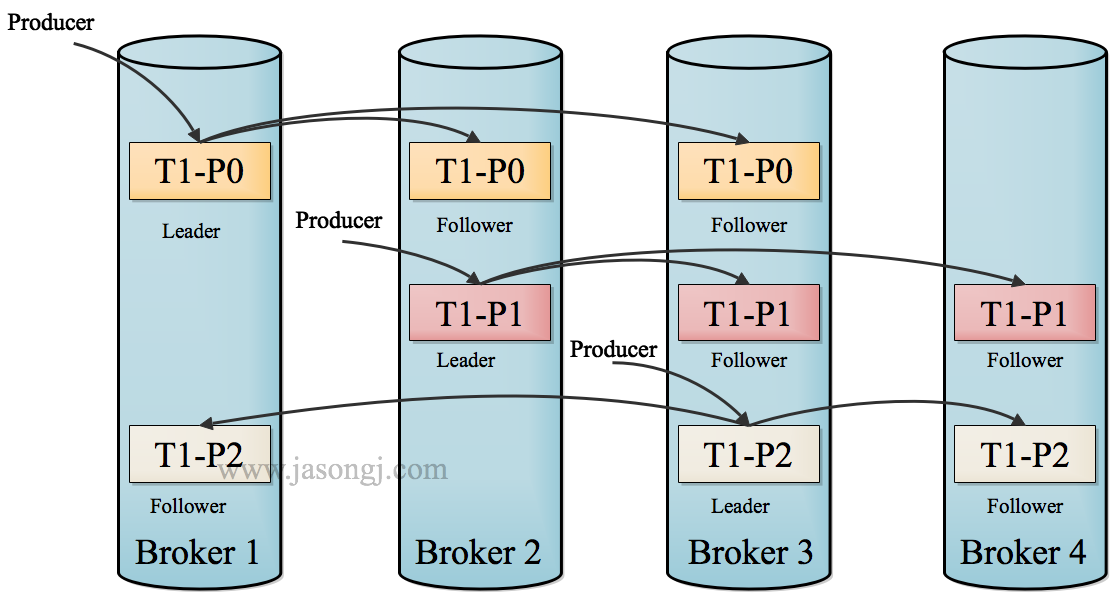 Producer
T1-P0
T1-P0
T1-P0
Leader
Follower
Follower
Producer
T1-P1
T1-P1
T1-P1
Leader
Follower
Follower
Producer
T1-P2
T1-P2
T1-P2
www.jasongj.com
Follower
Leader
Follower
Broker 1
Broker 2
Broker 3
Broker 4